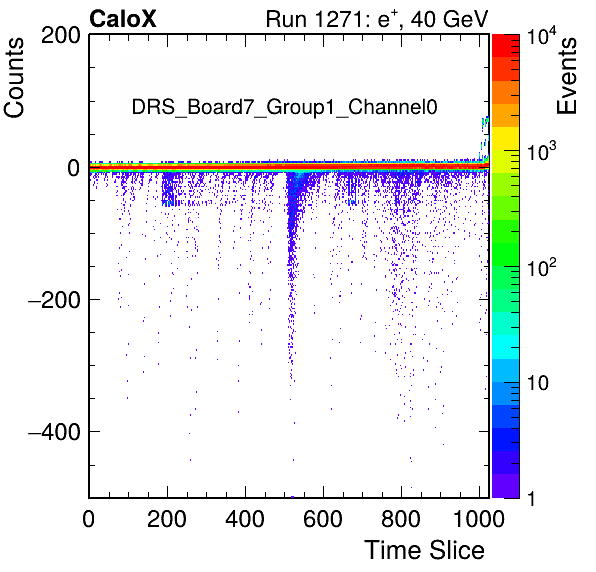 CaloX Run 1271: e+, 40 GeV
Counts
Events
DRS_Board7_Group1_Channel0
200
0
−200
−400
0 200 400 600 800 1000
Time Slice
10^4
10^3
10^2
10
1